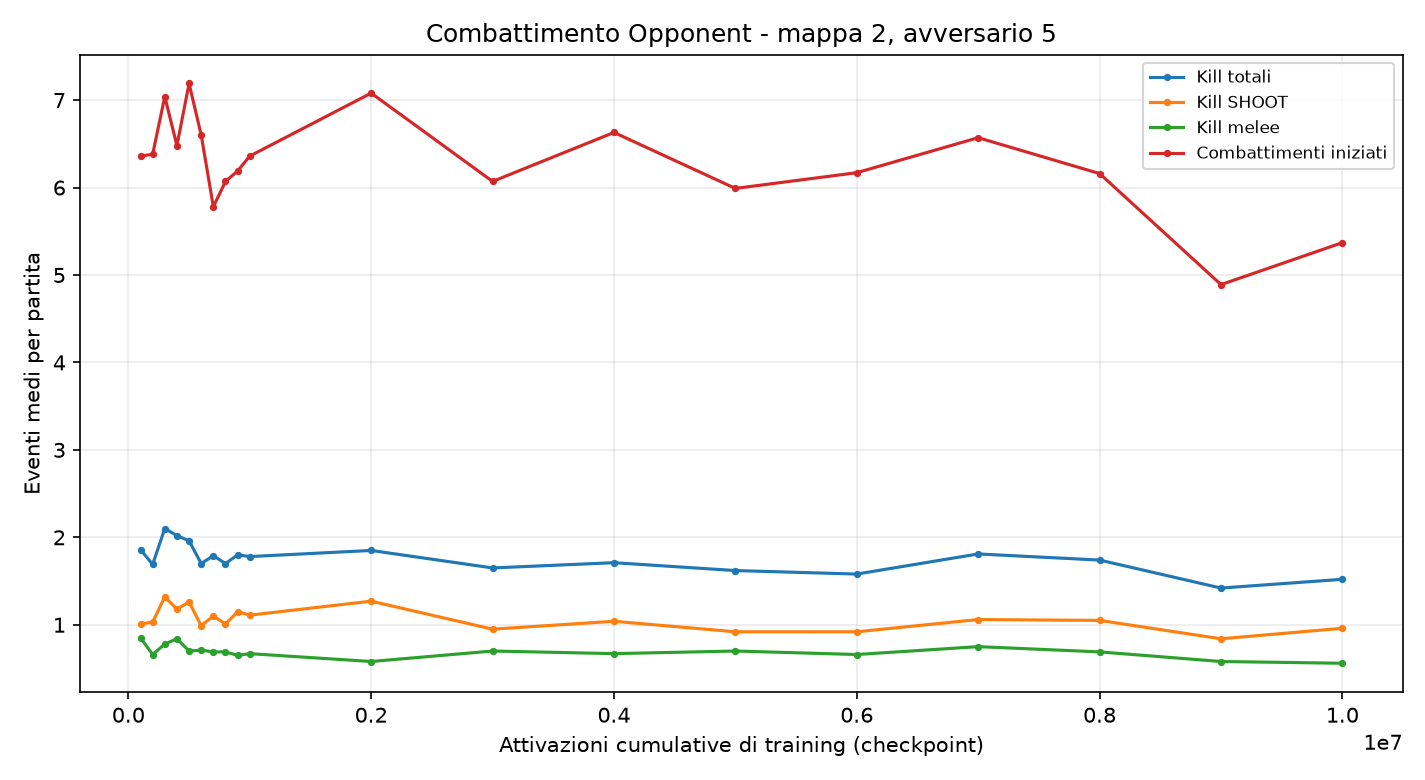 Combattimento Opponent - mappa 2, avversario 5
Kill totali
Kill SHOOT
Kill melee
Combattimenti iniziati
Eventi medi per partita
7
6
5
4
3
2
1
0.0
0.2
0.4
0.6
0.8
1.0
1e7
Attivazioni cumulative di training (checkpoint)